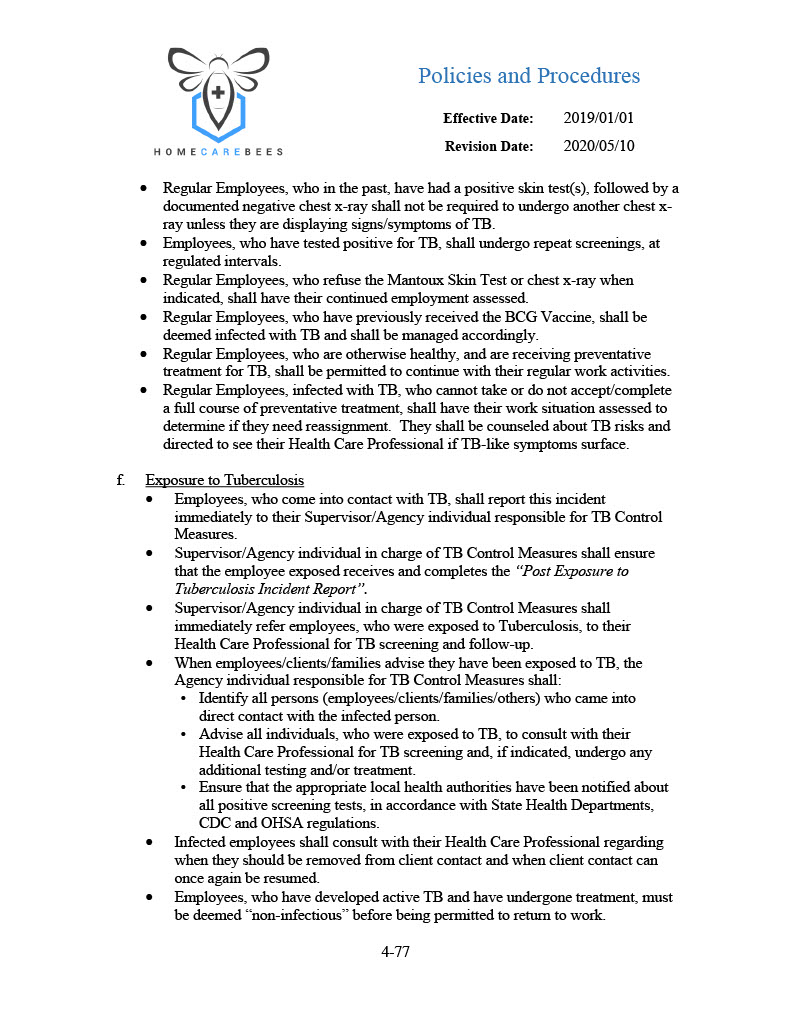 Policies and Procedures
Effective Date: 2019/01/01
Revision Date: 2020/05/10
HOMECAREBEES
• Regular Employees, who in the past, have had a positive skin test(s), followed by a
documented negative chest x-ray shall not be required to undergo another chest x-
ray unless they are displaying signs/symptoms of TB.
• Employees, who have tested positive for TB, shall undergo repeat screenings, at
regulated intervals.
• Regular Employees, who refuse the Mantoux Skin Test or chest x-ray when
indicated, shall have their continued employment assessed.
• Regular Employees, who have previously received the BCG Vaccine, shall be
deemed infected with TB and shall be managed accordingly.
• Regular Employees, who are otherwise healthy, and are receiving preventative
treatment for TB, shall be permitted to continue with their regular work activities.
• Regular Employees, infected with TB, who cannot take or do not accept/complete
a full course of preventative treatment, shall have their work situation assessed to
determine if they need reassignment. They shall be counseled about TB risks and
directed to see their Health Care Professional if TB-like symptoms surface.
f. Exposure to Tuberculosis
• Employees, who come into contact with TB, shall report this incident
immediately to their Supervisor/Agency individual responsible for TB Control
Measures.
• Supervisor/Agency individual in charge of TB Control Measures shall ensure
that the employee exposed receives and completes the “Post Exposure to
Tuberculosis Incident Report”.
• Supervisor/Agency individual in charge of TB Control Measures shall
immediately refer employees, who were exposed to Tuberculosis, to their
Health Care Professional for TB screening and follow-up.
• When employees/clients/families advise they have been exposed to TB, the
Agency individual responsible for TB Control Measures shall:
• Identify all persons (employees/clients/families/others) who came into
direct contact with the infected person.
• Advise all individuals, who were exposed to TB, to consult with their
Health Care Professional for TB screening and, if indicated, undergo any
additional testing and/or treatment.
• Ensure that the appropriate local health authorities have been notified about
all positive screening tests, in accordance with State Health Departments,
CDC and OHSA regulations.
• Infected employees shall consult with their Health Care Professional regarding
when they should be removed from client contact and when client contact can
once again be resumed.
• Employees, who have developed active TB and have undergone treatment, must
be deemed “non-infectious” before being permitted to return to work.
4-77